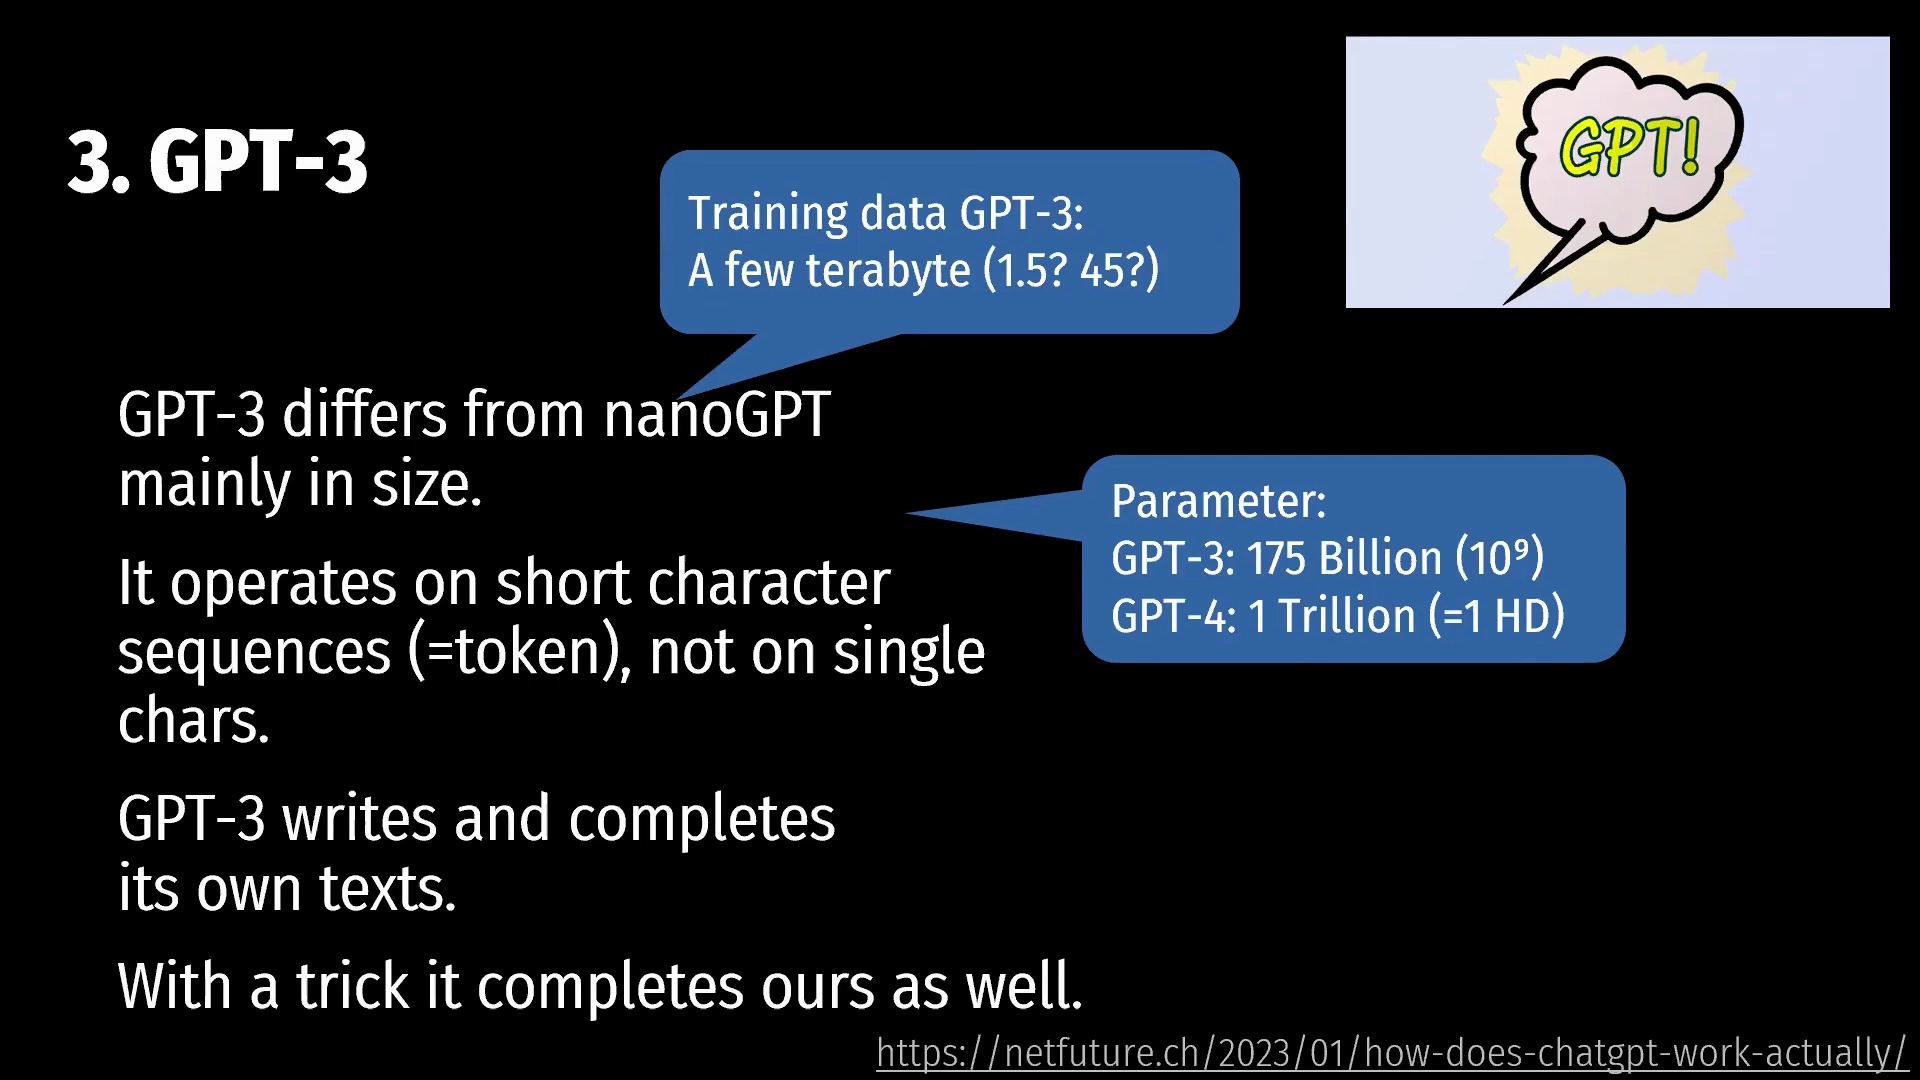 3. GPT-3
GPT!
Training data GPT-3:
A few terabyte (1.5? 45?)
GPT-3 differs from nanoGPT
mainly in size.
Parameter:
GPT-3: 175 Billion (10⁹)
GPT-4: 1 Trillion (=1 HD)
It operates on short character
sequences (=token), not on single
chars.
GPT-3 writes and completes
its own texts.
With a trick it completes ours as well.
https://netfuture.ch/2023/01/how-does-chatgpt-work-actually/